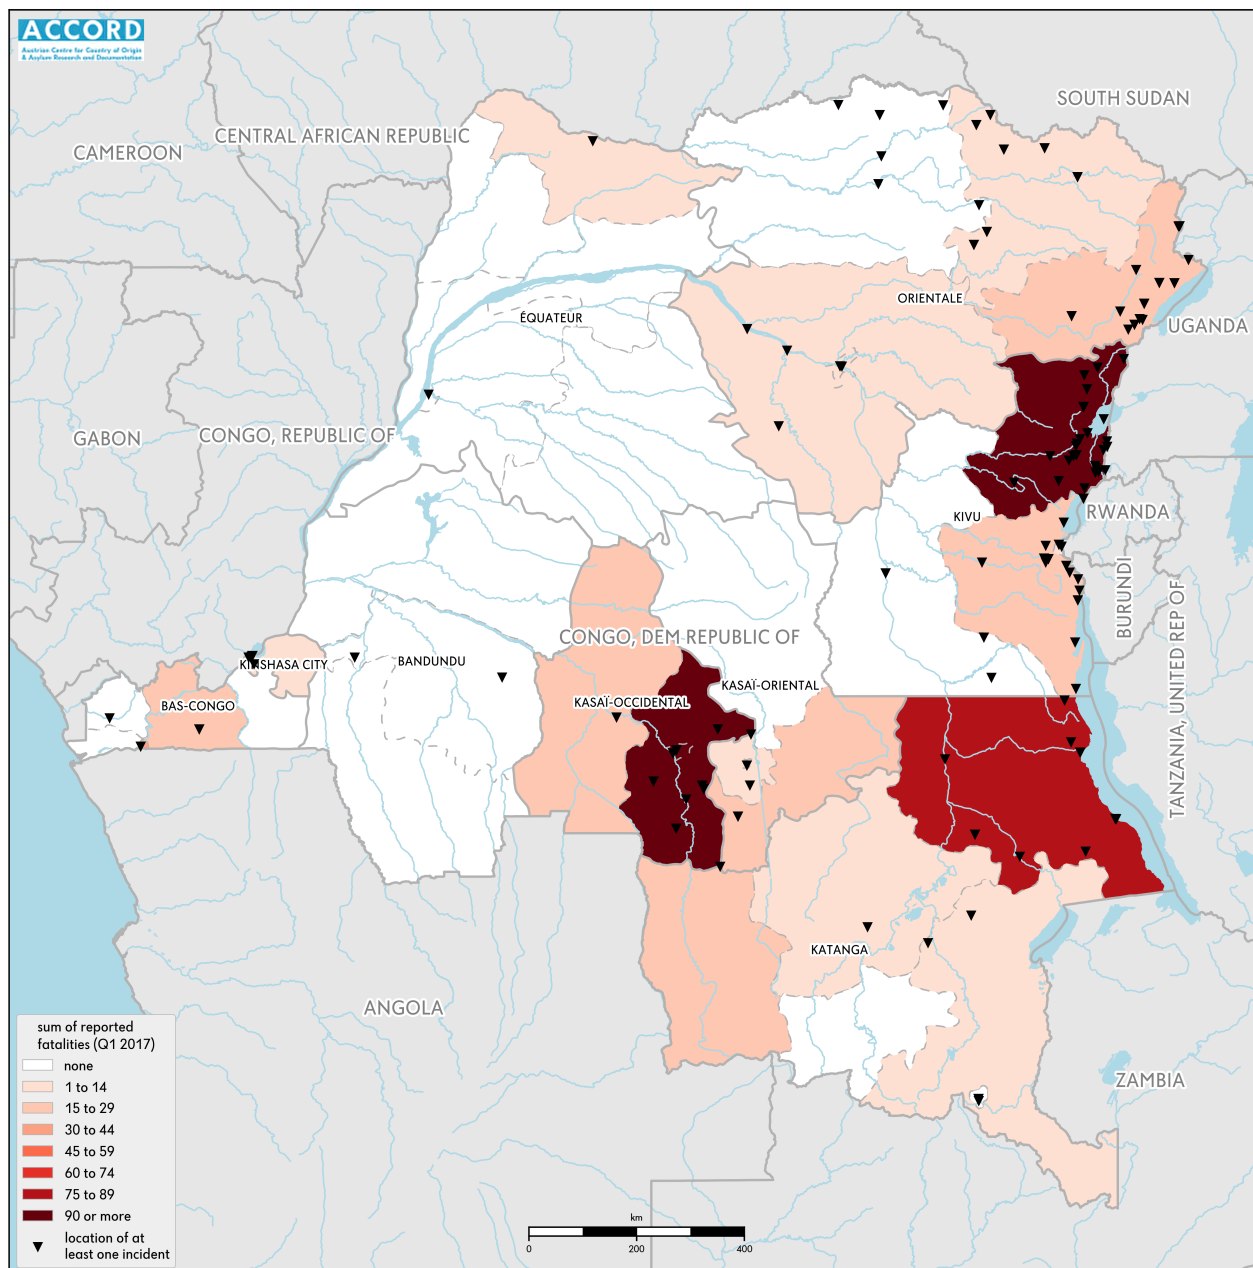 ACCORD
Austrian Centre for Country of Origin
& Asylum Research and Documentation
SOUTH SUDAN
CENTRAL AFRICAN REPUBLIC
CAMEROON
ORIENTALE
ÉQUATEUR
UGANDA
GABON
CONGO, REPUBLIC OF
KIVU
RWANDA
BURUNDI
TANZANIA, UNITED REP OF
CONGO, DEM REPUBLIC OF
KINSHASA CITY
BANDUNDU
KASAÏ-ORIENTAL
KASAÏ-OCCIDENTAL
BAS-CONGO
KATANGA
ANGOLA
ZAMBIA
sum of reported
fatalities (Q1 2017)
none
1 to 14
15 to 29
30 to 44
45 to 59
60 to 74
75 to 89
90 or more
location of at
least one incident
km
0 200 400